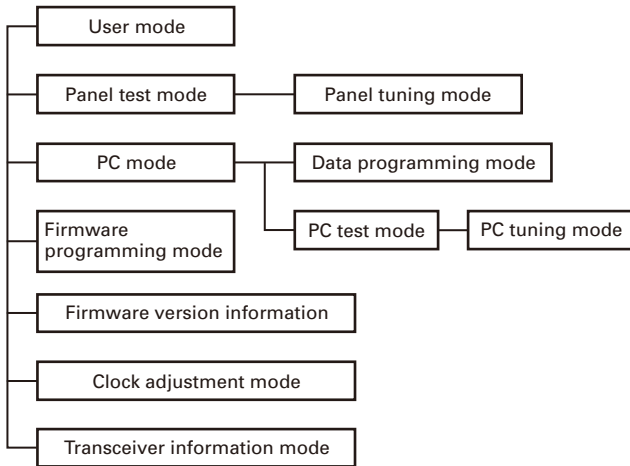 User mode
Panel test mode
Panel tuning mode
PC mode
Data programming mode
Firmware
programming mode
PC test mode
PC tuning mode
Firmware version information
Clock adjustment mode
Transceiver information mode